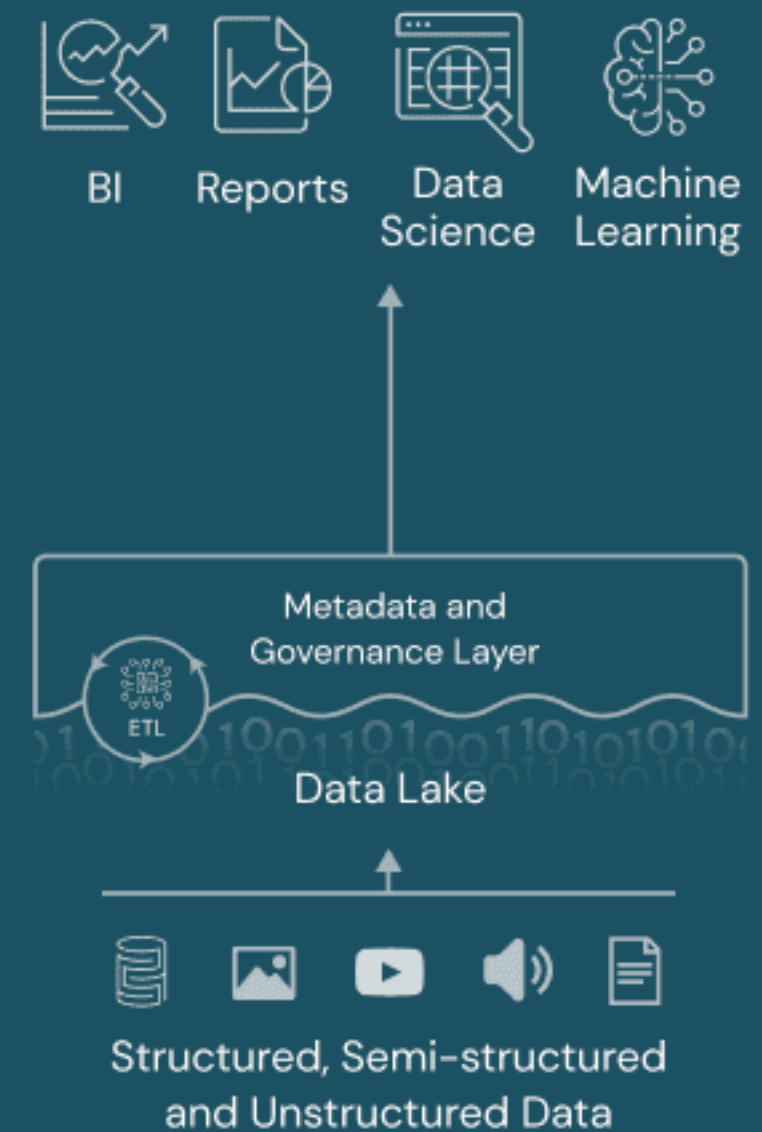 BI
Reports
Data
Science
Machine
Learning
Metadata and
Governance Layer
ETL
Data Lake
Structured, Semi-structured
and Unstructured Data